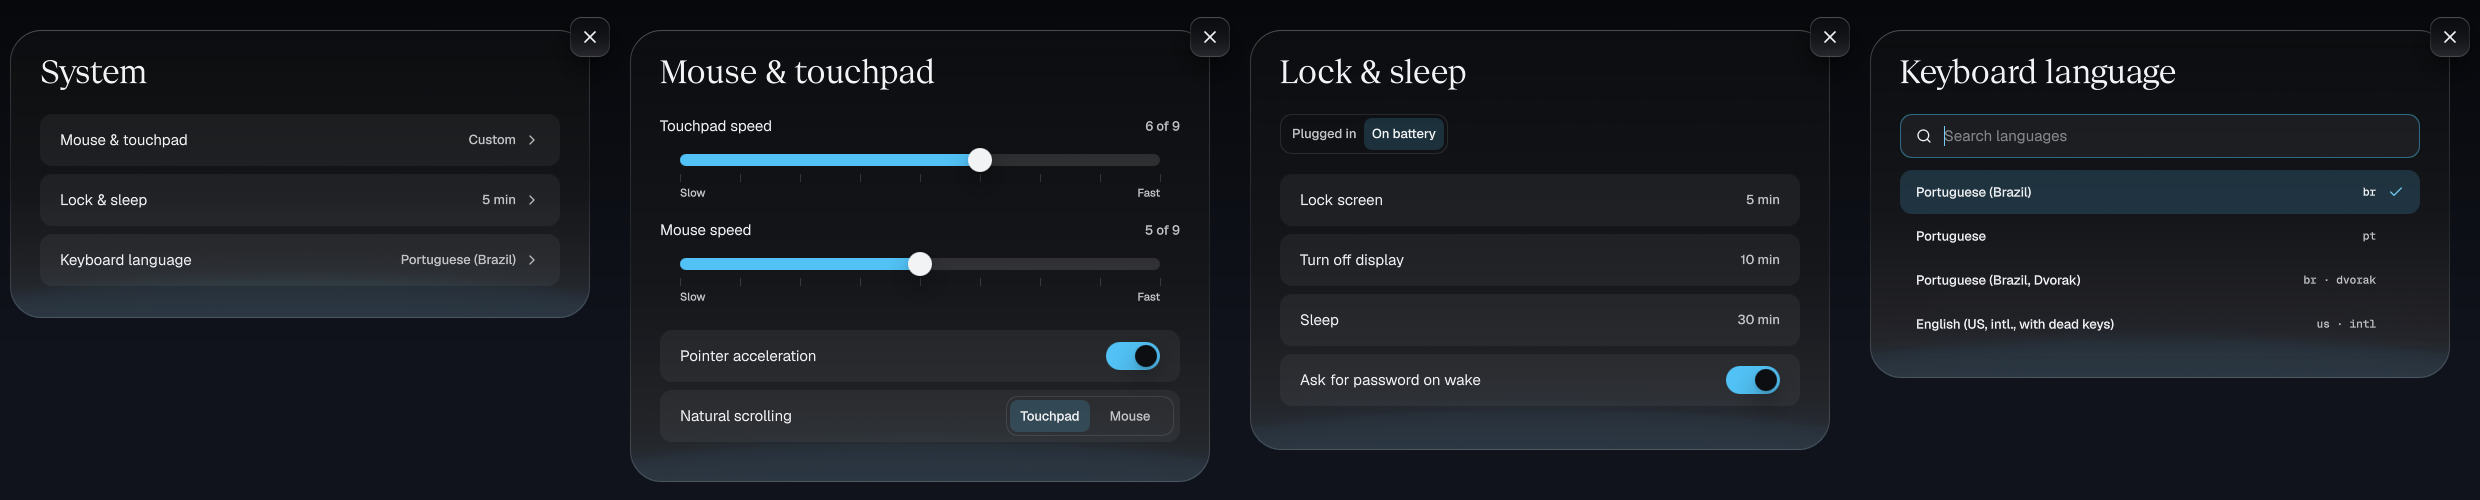 System
Mouse & touchpad Custom
Lock & sleep 5 min
Keyboard language Portuguese (Brazil)
Mouse & touchpad
Touchpad speed 6 of 9
Slow Fast
Mouse speed 5 of 9
Slow Fast
Pointer acceleration
Natural scrolling Touchpad Mouse
Lock & sleep
Plugged in On battery
Lock screen 5 min
Turn off display 10 min
Sleep 30 min
Ask for password on wake
Keyboard language
Search languages
Portuguese (Brazil) br
Portuguese pt
Portuguese (Brazil, Dvorak) br · dvorak
English (US, intl., with dead keys) us · intl